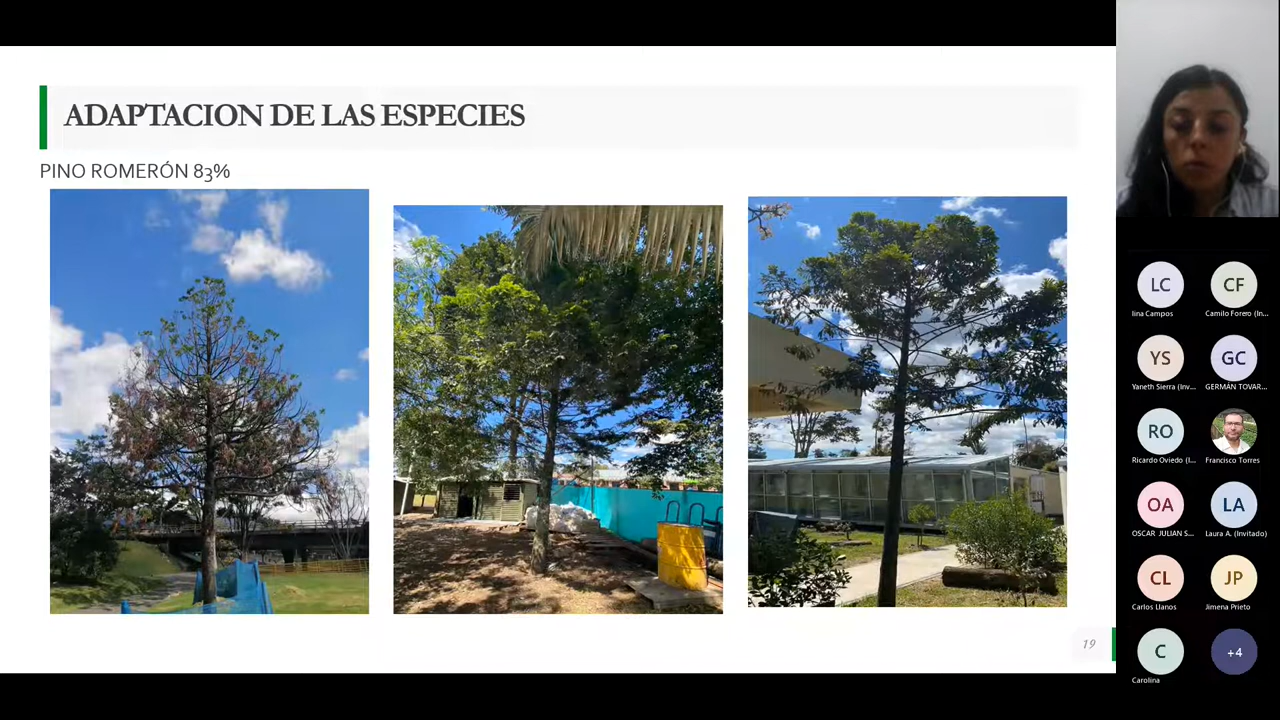 ADAPTACION DE LAS ESPECIES
PINO ROMERÓN 83%
19
LC
CF
lina Campos
Camilo Forero (In...
YS
GC
Yaneth Sierra (Inv...
GERMÁN TOVAR...
RO
Ricardo Oviedo (I...
Francisco Torres
OA
LA
OSCAR JULIAN S...
Laura A. (Invitado)
CL
JP
Carlos Llanos
Jimena Prieto
C
+4
Carolina